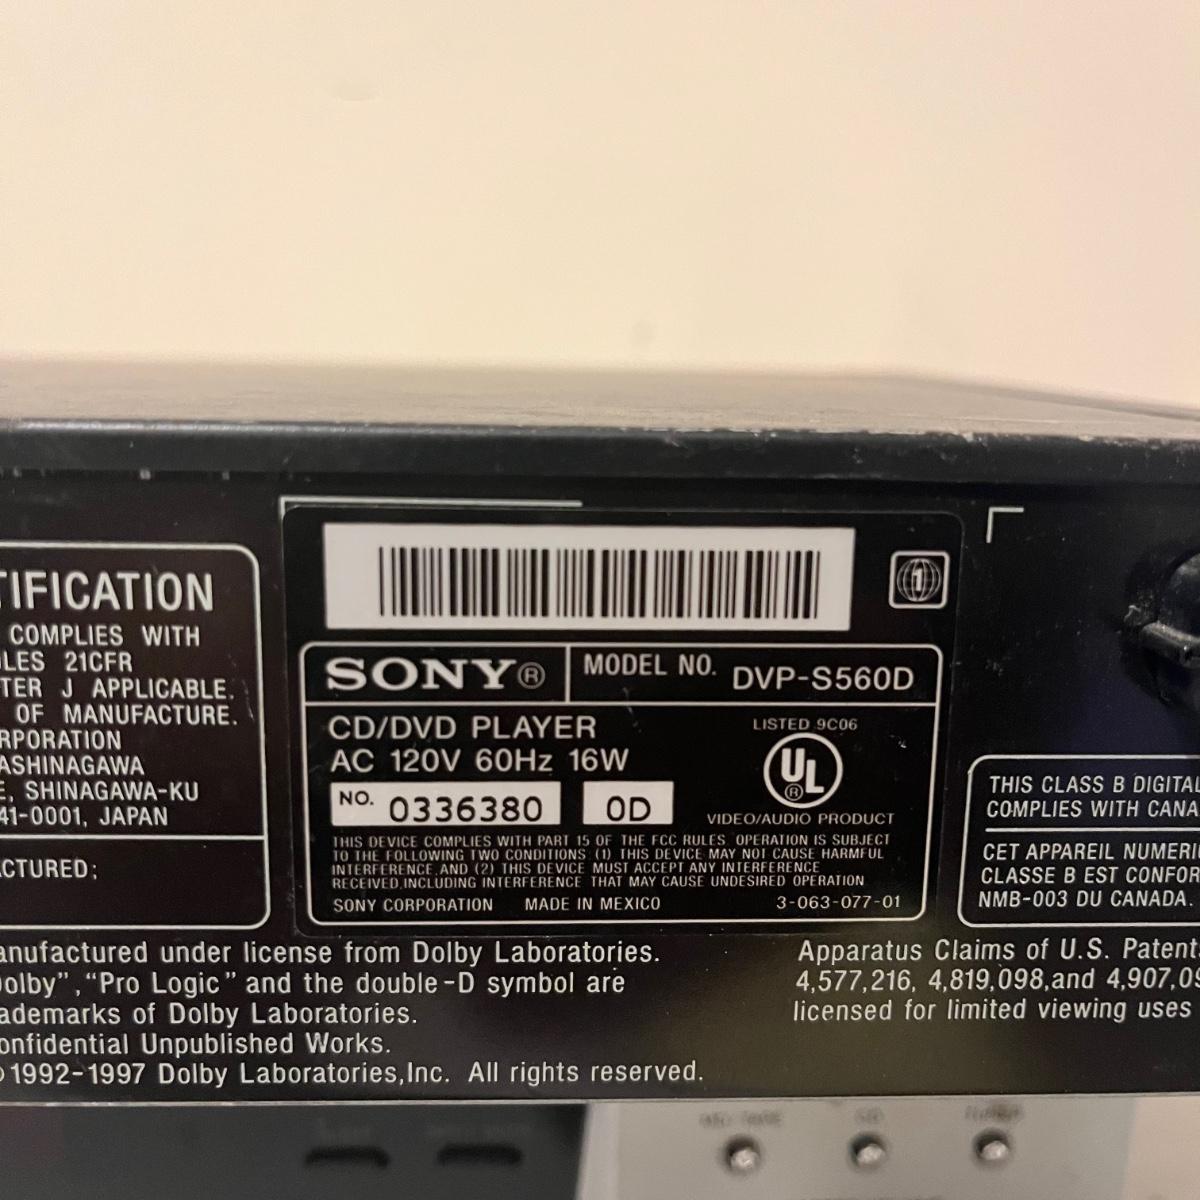 TIFICATION
COMPLIES WITH
LES 21CFR
TER J APPLICABLE.
OF MANUFACTURE.
RPORATION
ASHINAGAWA
E, SHINAGAWA-KU
41-0001, JAPAN
CTURED;
1
SONY® MODEL NO. DVP-S560D
CD/DVD PLAYER
AC 120V 60Hz 16W
NO. 0336380 0D
LISTED 9C06
UL®
VIDEO/AUDIO PRODUCT
THIS DEVICE COMPLIES WITH PART 15 OF THE FCC RULES. OPERATION IS SUBJECT
TO THE FOLLOWING TWO CONDITIONS: (1) THIS DEVICE MAY NOT CAUSE HARMFUL
INTERFERENCE,AND (2) THIS DEVICE MUST ACCEPT ANY INTERFERENCE
RECEIVED,INCLUDING INTERFERENCE THAT MAY CAUSE UNDESIRED OPERATION
SONY CORPORATION MADE IN MEXICO 3-063-077-01
THIS CLASS B DIGITAL
COMPLIES WITH CANA
CET APPAREIL NUMERI
CLASSE B EST CONFOR
NMB-003 DU CANADA.
anufactured under license from Dolby Laboratories.
olby", "Pro Logic" and the double-D symbol are
ademarks of Dolby Laboratories.
onfidential Unpublished Works.
©1992-1997 Dolby Laboratories,Inc. All rights reserved.
Apparatus Claims of U.S. Patent
4,577,216, 4,819,098,and 4,907,09
licensed for limited viewing uses
CD